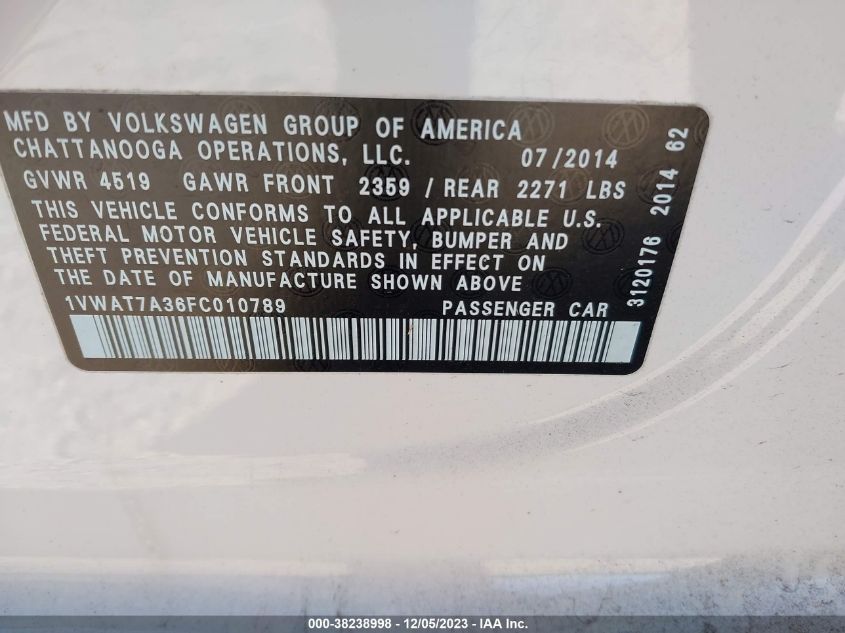 MFD BY VOLKSWAGEN GROUP OF AMERICA
CHATTANOOGA OPERATIONS, LLC. 07/2014
GVWR 4519 GAWR FRONT 2359 / REAR 2271 LBS
THIS VEHICLE CONFORMS TO ALL APPLICABLE U.S.
FEDERAL MOTOR VEHICLE SAFETY, BUMPER AND
THEFT PREVENTION STANDARDS IN EFFECT ON
THE DATE OF MANUFACTURE SHOWN ABOVE
1VWAT7A36FC010789 PASSENGER CAR
3120176 2014 62
000-38238998 - 12/05/2023 - IAA Inc.